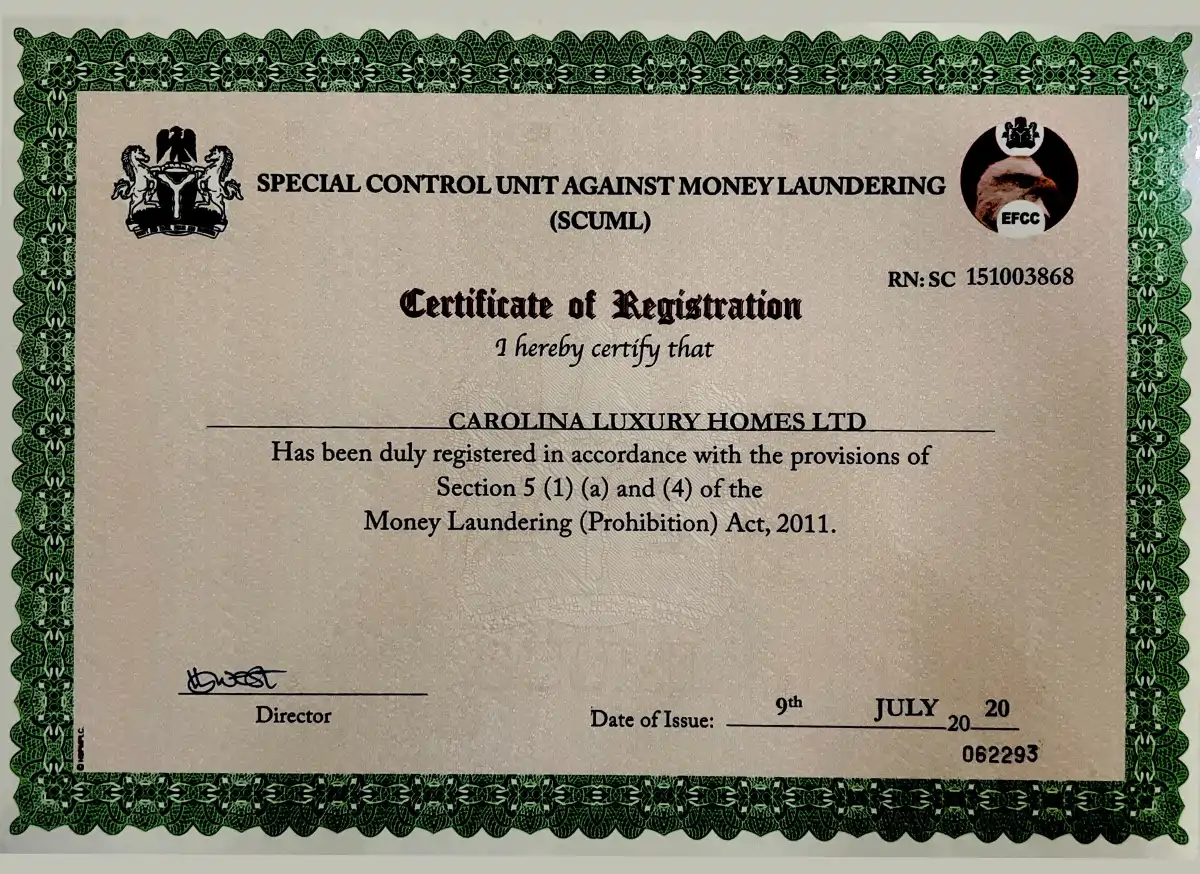 SPECIAL CONTROL UNIT AGAINST MONEY LAUNDERING
(SCUML)
EFCC
RN: SC 151003868
Certificate of Registration
I hereby certify that
CAROLINA LUXURY HOMES LTD
Has been duly registered in accordance with the provisions of
Section 5 (1) (a) and (4) of the
Money Laundering (Prohibition) Act, 2011.
Director
Date of Issue: 9th JULY 2020
062293